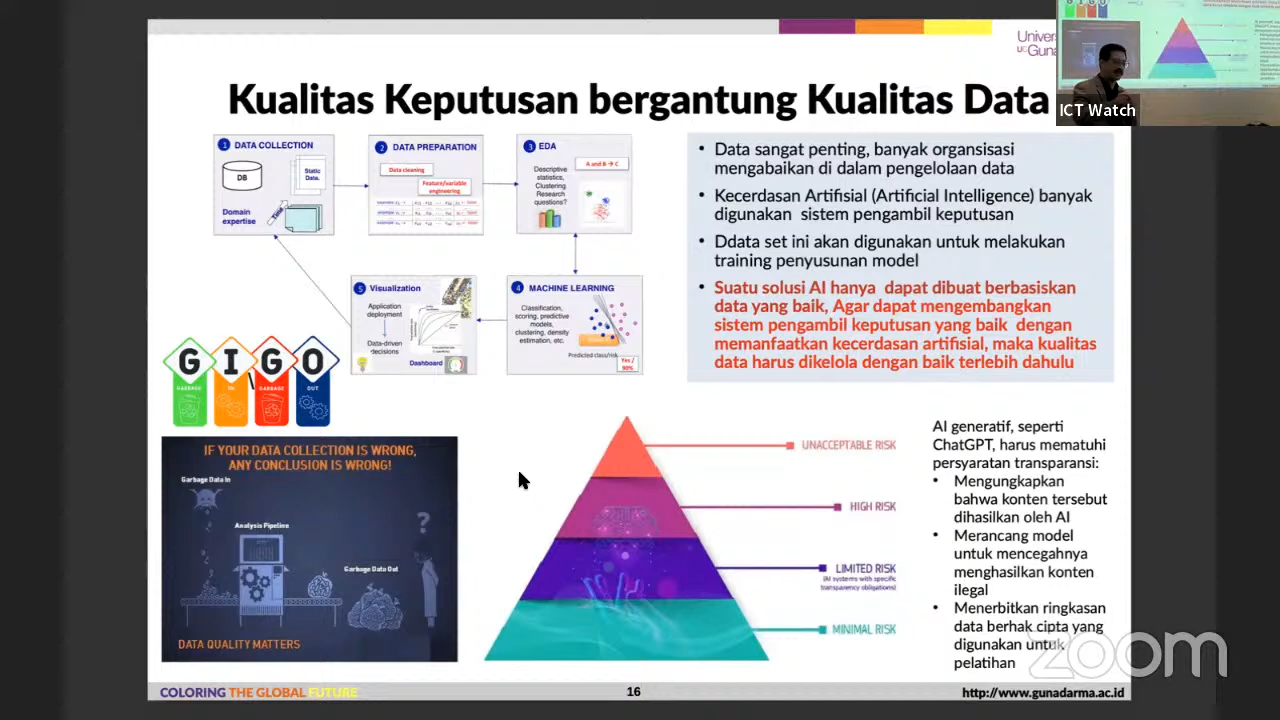 Univers
UG Guna
ICT Watch
Kualitas Keputusan bergantung Kualitas Data
1 DATA COLLECTION
DB
Static
Data.
Domain
expertise
2 DATA PREPARATION
Data cleaning
Feature/variable
engineering
3 EDA
A and B → C
Descriptive
statistics,
Clustering
Research
questions?
4 MACHINE LEARNING
Classification,
scoring, predictive
models,
clustering, density
estimation, etc.
Predicted class/risk
Yes /
90%
5 Visualization
Application
deployment
Data-driven
decisions
Dashboard
• Data sangat penting, banyak organsisasi
mengabaikan di dalam pengelolaan data
• Kecerdasan Artifisial (Artificial Intelligence) banyak
digunakan sistem pengambil keputusan
• Ddata set ini akan digunakan untuk melakukan
training penyusunan model
• Suatu solusi AI hanya dapat dibuat berbasiskan
data yang baik, Agar dapat mengembangkan
sistem pengambil keputusan yang baik dengan
memanfaatkan kecerdasan artifisial, maka kualitas
data harus dikelola dengan baik terlebih dahulu
G I G O
GARBAGE IN GARBAGE OUT
IF YOUR DATA COLLECTION IS WRONG,
ANY CONCLUSION IS WRONG!
Garbage Data In
Analysis Pipeline
Garbage Data Out
DATA QUALITY MATTERS
UNACCEPTABLE RISK
HIGH RISK
LIMITED RISK
(AI systems with specific
transparency obligations)
MINIMAL RISK
AI generatif, seperti
ChatGPT, harus mematuhi
persyaratan transparansi:
• Mengungkapkan
bahwa konten tersebut
dihasilkan oleh AI
• Merancang model
untuk mencegahnya
menghasilkan konten
ilegal
• Menerbitkan ringkasan
data berhak cipta yang
digunakan untuk
pelatihan
zoom
COLORING THE GLOBAL FUTURE
16
http://www.gunadarma.ac.id